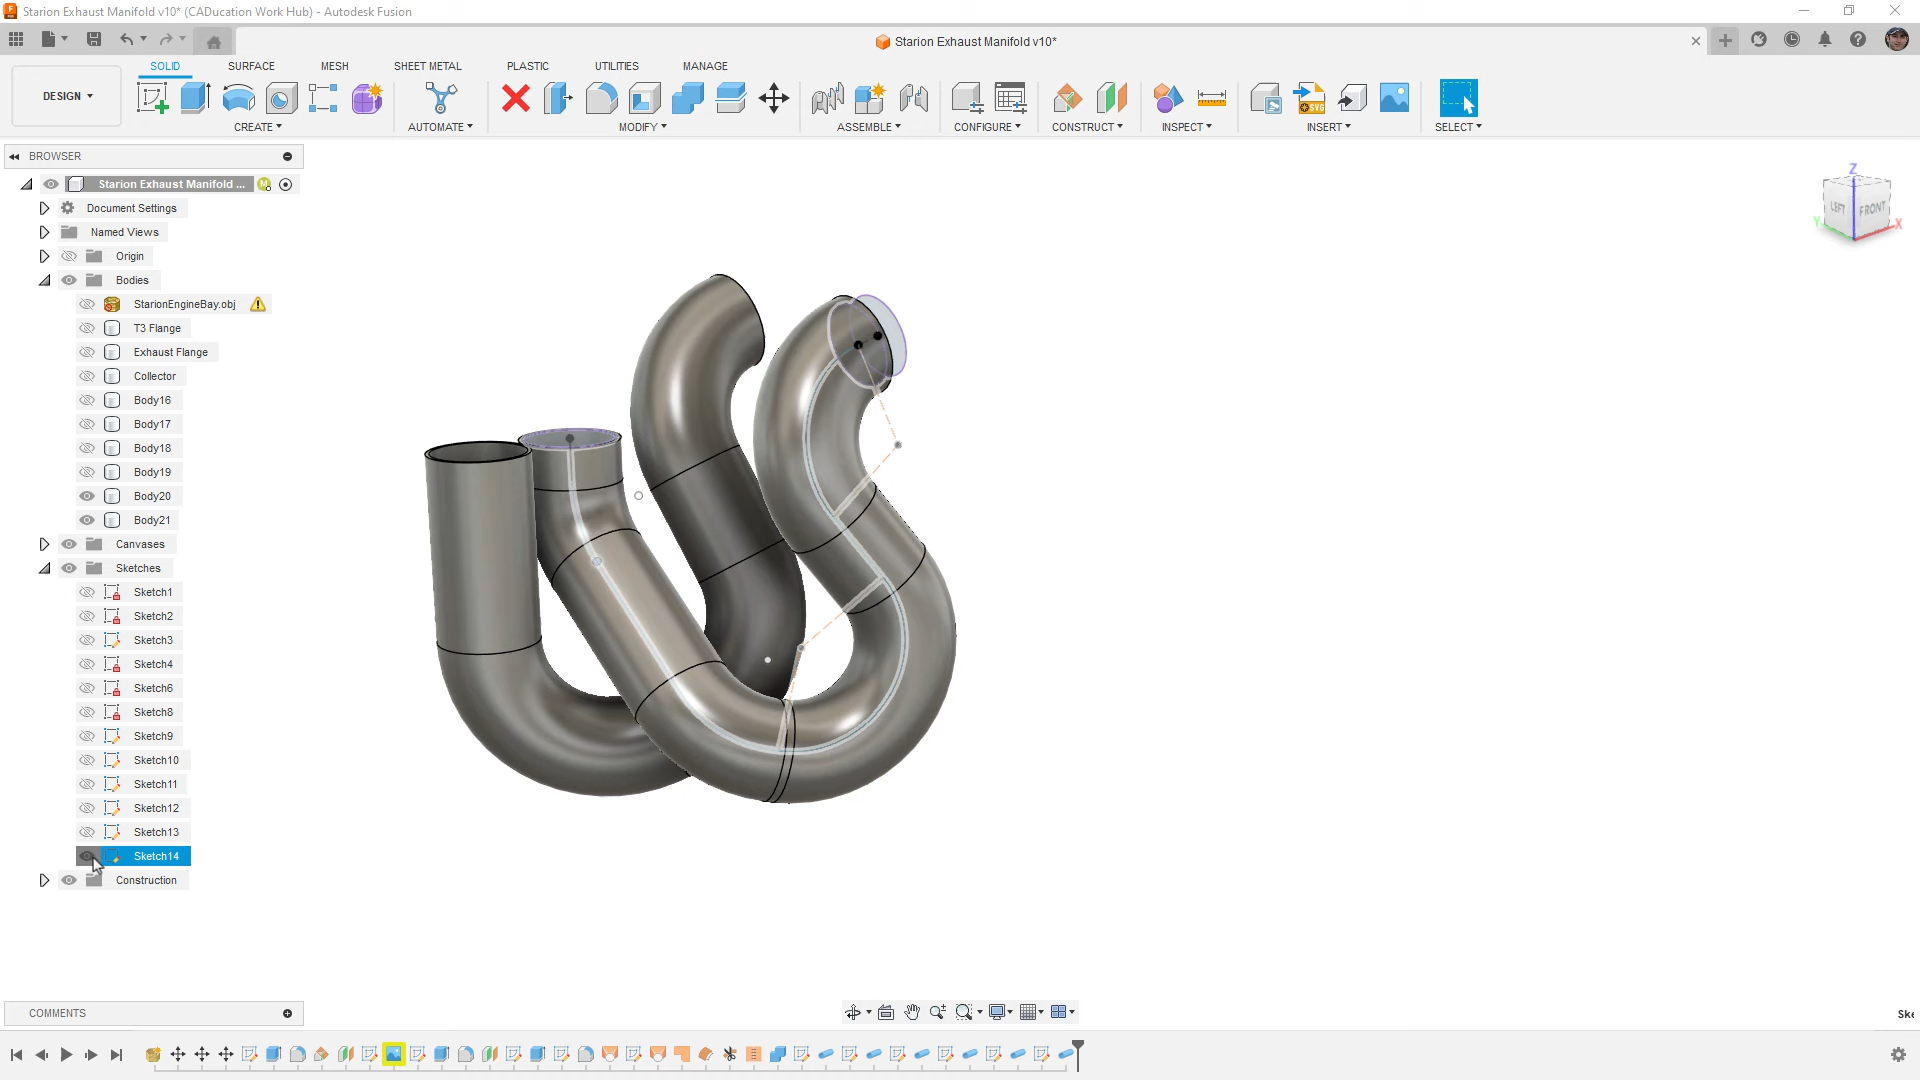 Starion Exhaust Manifold v10* (CADucation Work Hub) - Autodesk Fusion
Starion Exhaust Manifold v10*
DESIGN
SOLID
SURFACE
MESH
SHEET METAL
PLASTIC
UTILITIES
MANAGE
CREATE
AUTOMATE
MODIFY
ASSEMBLE
CONFIGURE
CONSTRUCT
INSPECT
INSERT
SELECT
BROWSER
Starion Exhaust Manifold ...
Document Settings
Named Views
Origin
Bodies
StarionEngineBay.obj
T3 Flange
Exhaust Flange
Collector
Body16
Body17
Body18
Body19
Body20
Body21
Canvases
Sketches
Sketch1
Sketch2
Sketch3
Sketch4
Sketch6
Sketch8
Sketch9
Sketch10
Sketch11
Sketch12
Sketch13
Sketch14
Construction
Z
LEFT
FRONT
Y
X
COMMENTS
Ske